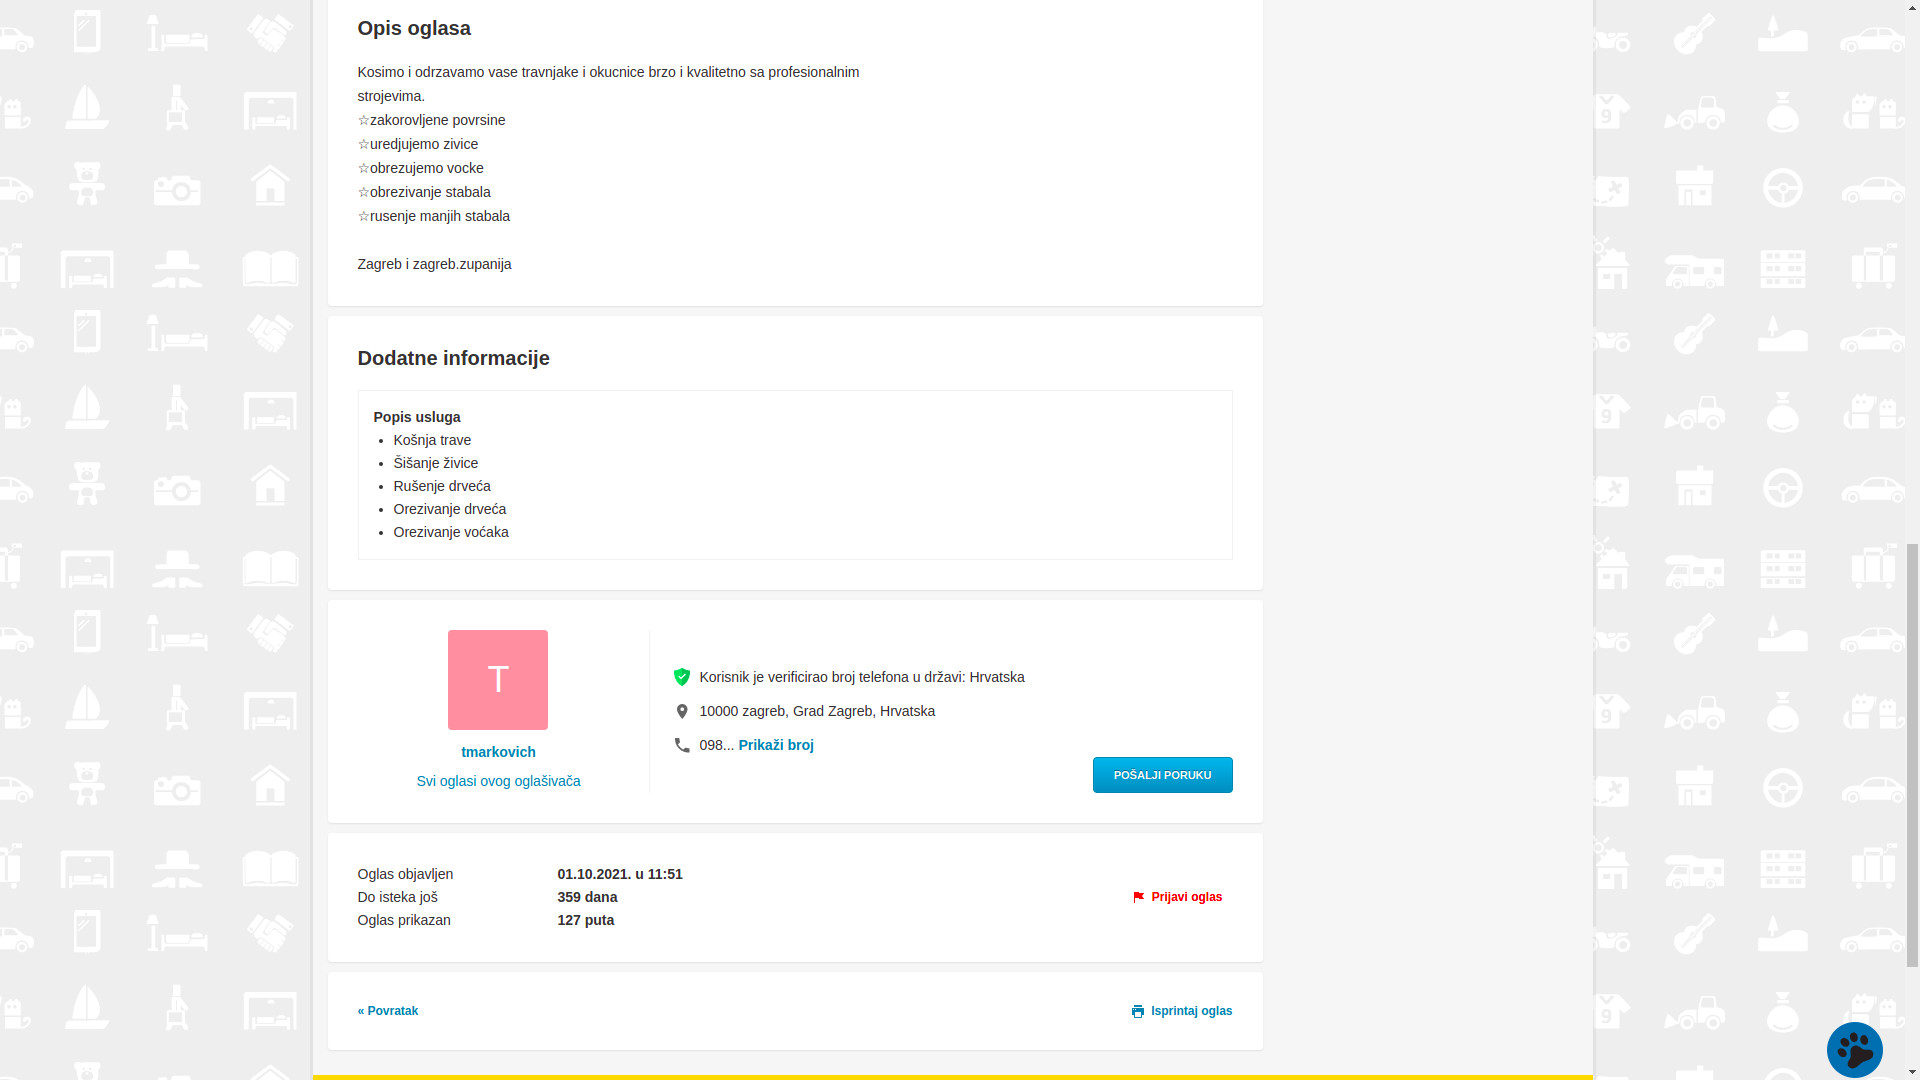 Opis oglasa
Kosimo i odrzavamo vase travnjake i okucnice brzo i kvalitetno sa profesionalnim
strojevima.
☆zakorovljene povrsine
☆uredjujemo zivice
☆obrezujemo vocke
☆obrezivanje stabala
☆rusenje manjih stabala
Zagreb i zagreb.zupanija
Dodatne informacije
Popis usluga
• Košnja trave
• Šišanje živice
• Rušenje drveća
• Orezivanje drveća
• Orezivanje voćaka
T
tmarkovich
Svi oglasi ovog oglašivača
Korisnik je verificirao broj telefona u državi: Hrvatska
10000 zagreb, Grad Zagreb, Hrvatska
098... Prikaži broj
POŠALJI PORUKU
Oglas objavljen 01.10.2021. u 11:51
Do isteka još 359 dana
Oglas prikazan 127 puta
Prijavi oglas
« Povratak
Isprintaj oglas